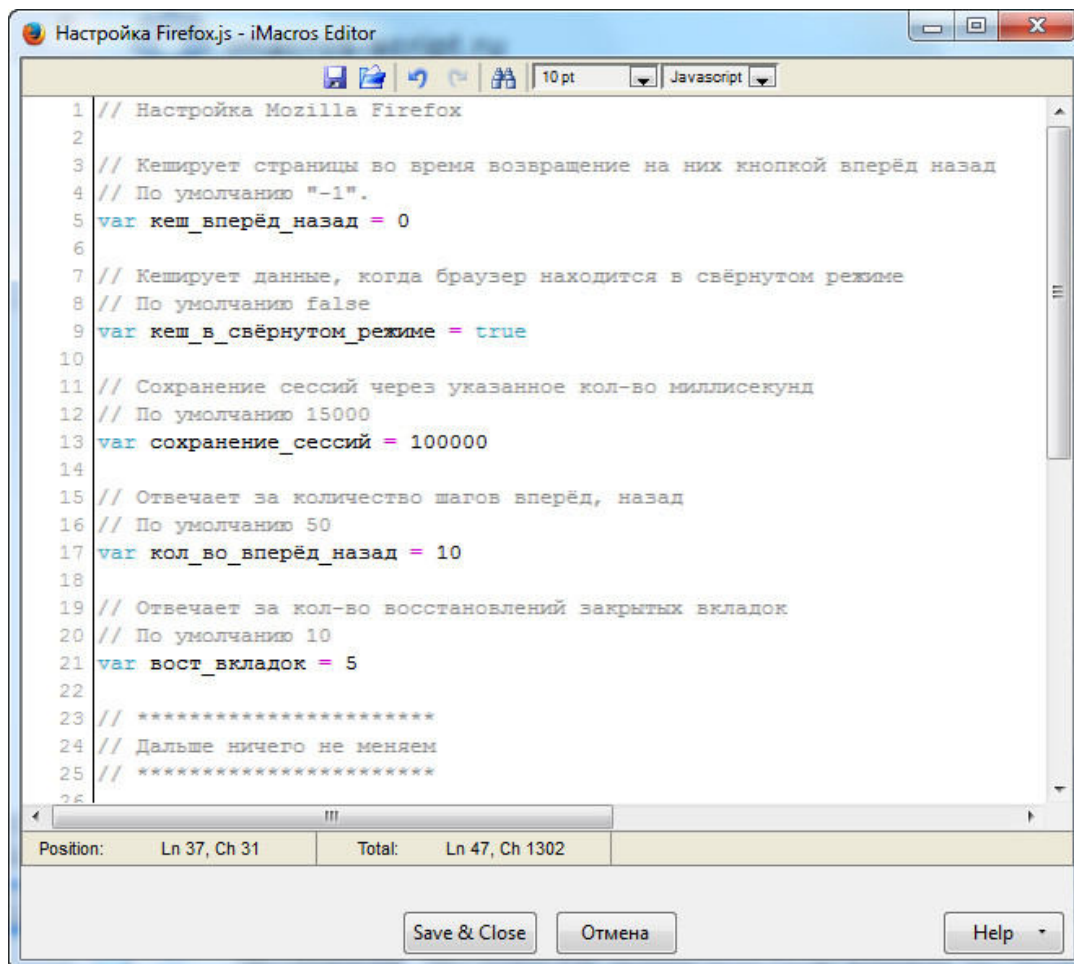 Настройка Firefox.js - iMacros Editor
10 pt Javascript
1 // Настройка Mozilla Firefox
2
3 // Кеширует страницы во время возвращение на них кнопкой вперёд назад
4 // По умолчанию "-1".
5 var кеш_вперёд_назад = 0
6
7 // Кеширует данные, когда браузер находится в свёрнутом режиме
8 // По умолчанию false
9 var кеш_в_свёрнутом_режиме = true
10
11 // Сохранение сессий через указанное кол-во миллисекунд
12 // По умолчанию 15000
13 var сохранение_сессий = 100000
14
15 // Отвечает за количество шагов вперёд, назад
16 // По умолчанию 50
17 var кол_во_вперёд_назад = 10
18
19 // Отвечает за кол-во восстановлений закрытых вкладок
20 // По умолчанию 10
21 var вост_вкладок = 5
22
23 // ***********************
24 // Дальше ничего не меняем
25 // ***********************
26
Position: Ln 37, Ch 31 Total: Ln 47, Ch 1302
Save & Close Отмена Help